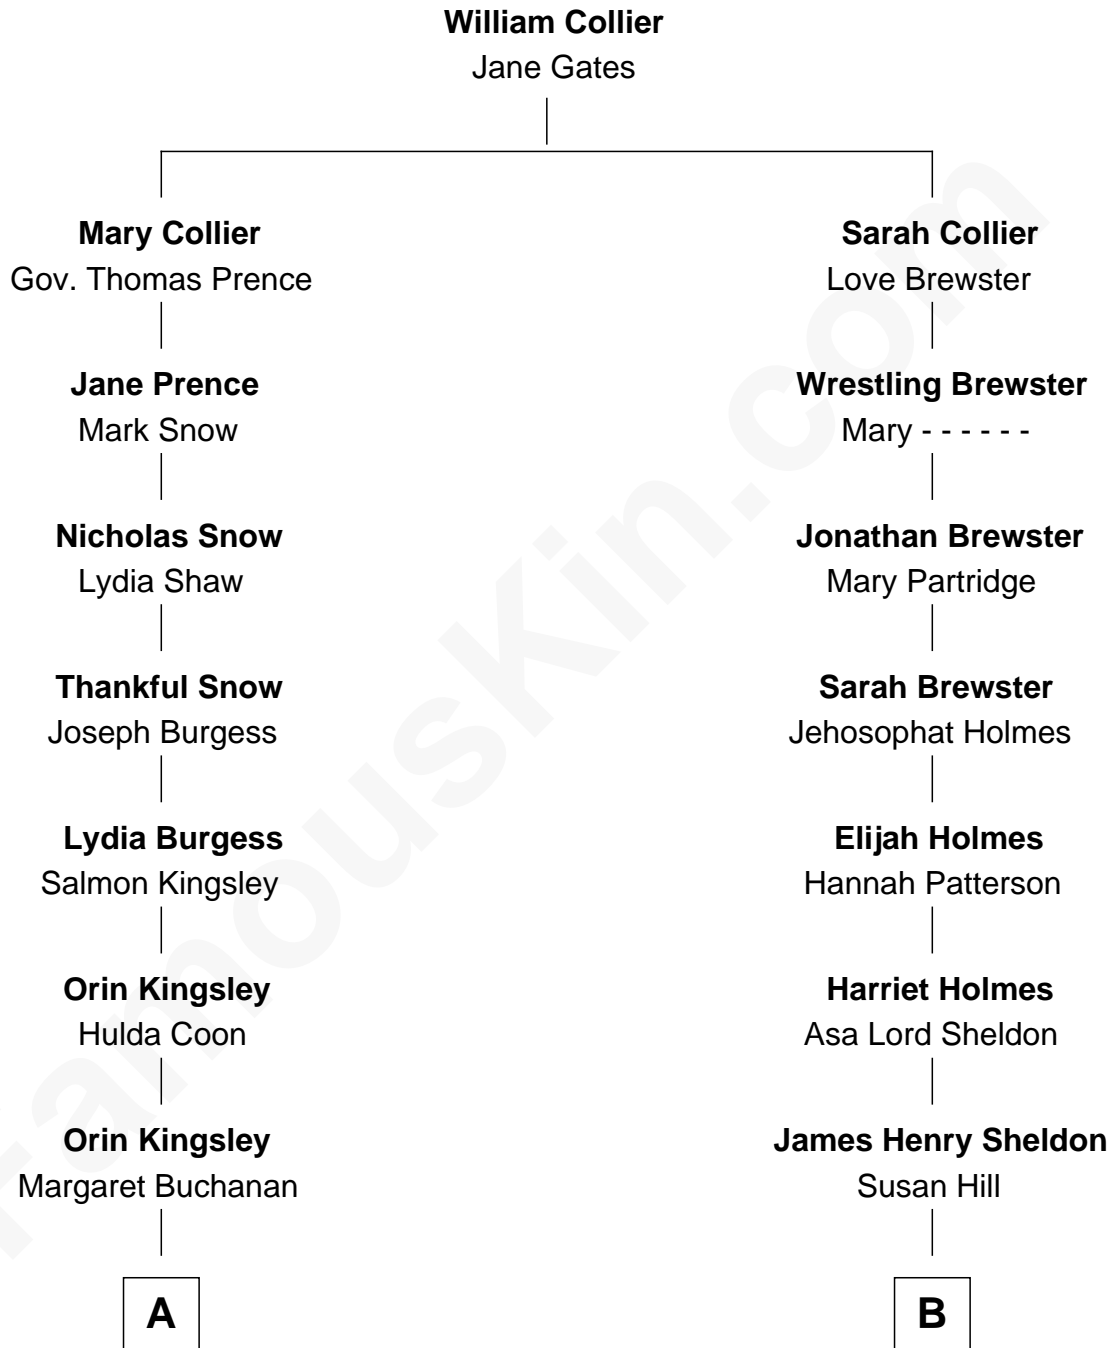 William Collier
Jane Gates
Mary Collier
Gov. Thomas Prence
Sarah Collier
Love Brewster
Jane Prence
Mark Snow
Wrestling Brewster
Mary - - - - - -
Nicholas Snow
Lydia Shaw
Jonathan Brewster
Mary Partridge
Thankful Snow
Joseph Burgess
Sarah Brewster
Jehosophat Holmes
Lydia Burgess
Salmon Kingsley
Elijah Holmes
Hannah Patterson
Orin Kingsley
Hulda Coon
Harriet Holmes
Asa Lord Sheldon
Orin Kingsley
Margaret Buchanan
James Henry Sheldon
Susan Hill
A
B
FamousKin.com